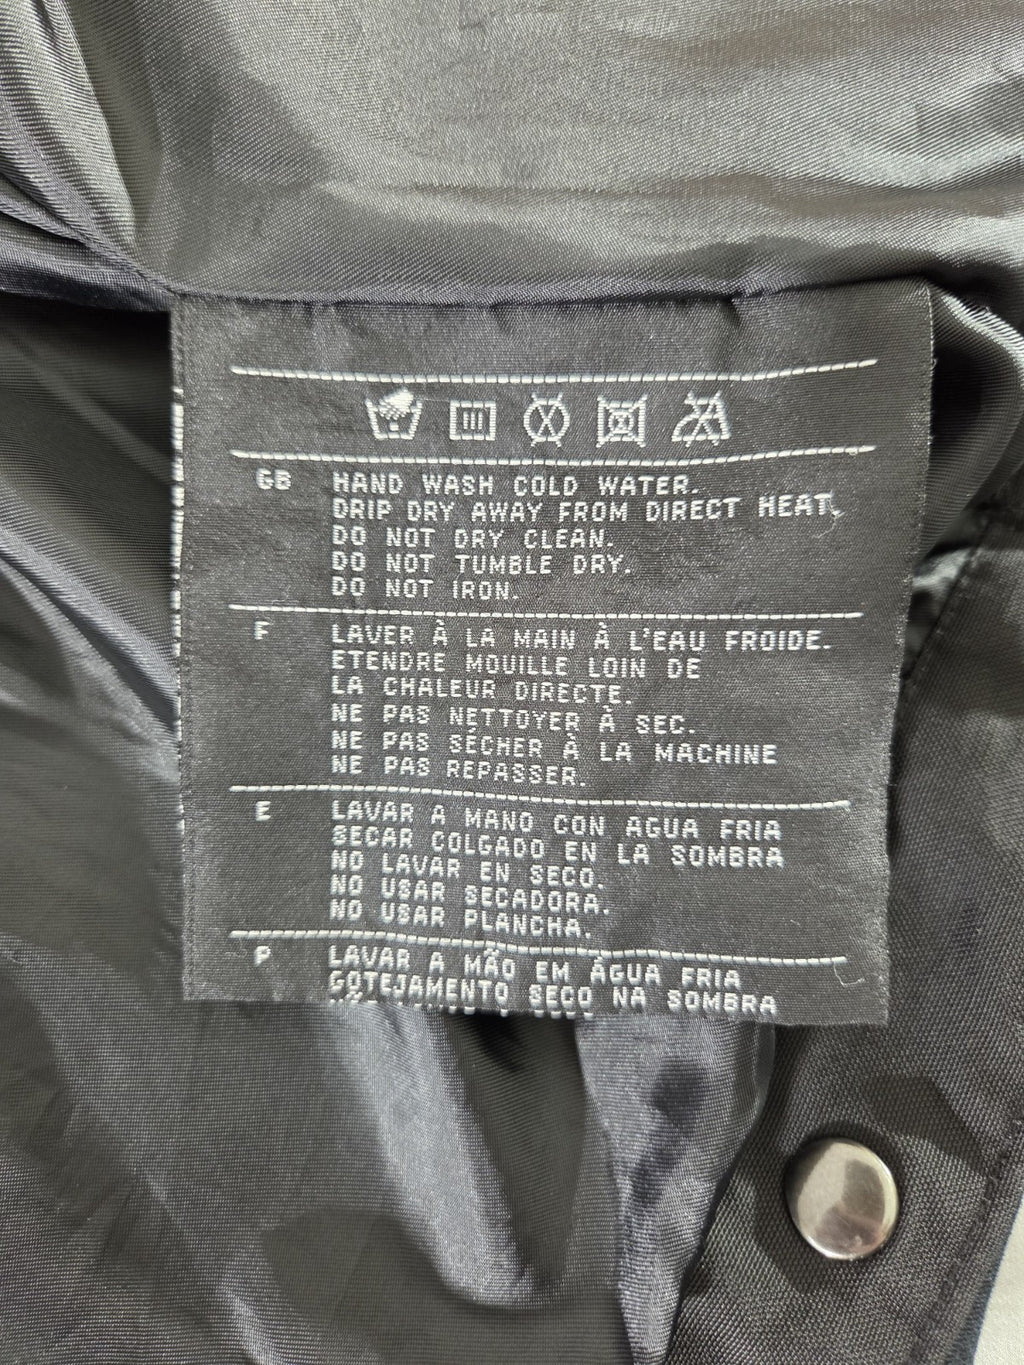 GB HAND WASH COLD WATER.
DRIP DRY AWAY FROM DIRECT HEAT.
DO NOT DRY CLEAN.
DO NOT TUMBLE DRY.
DO NOT IRON.
F LAVER À LA MAIN À L'EAU FROIDE.
ETENDRE MOUILLE LOIN DE
LA CHALEUR DIRECTE.
NE PAS NETTOYER À SEC.
NE PAS SÉCHER À LA MACHINE
NE PAS REPASSER.
E LAVAR A MANO CON AGUA FRIA
SECAR COLGADO EN LA SOMBRA
NO LAVAR EN SECO.
NO USAR SECADORA.
NO USAR PLANCHA.
P LAVAR A MÃO EM ÁGUA FRIA
GOTEJAMENTO SECO NA SOMBRA